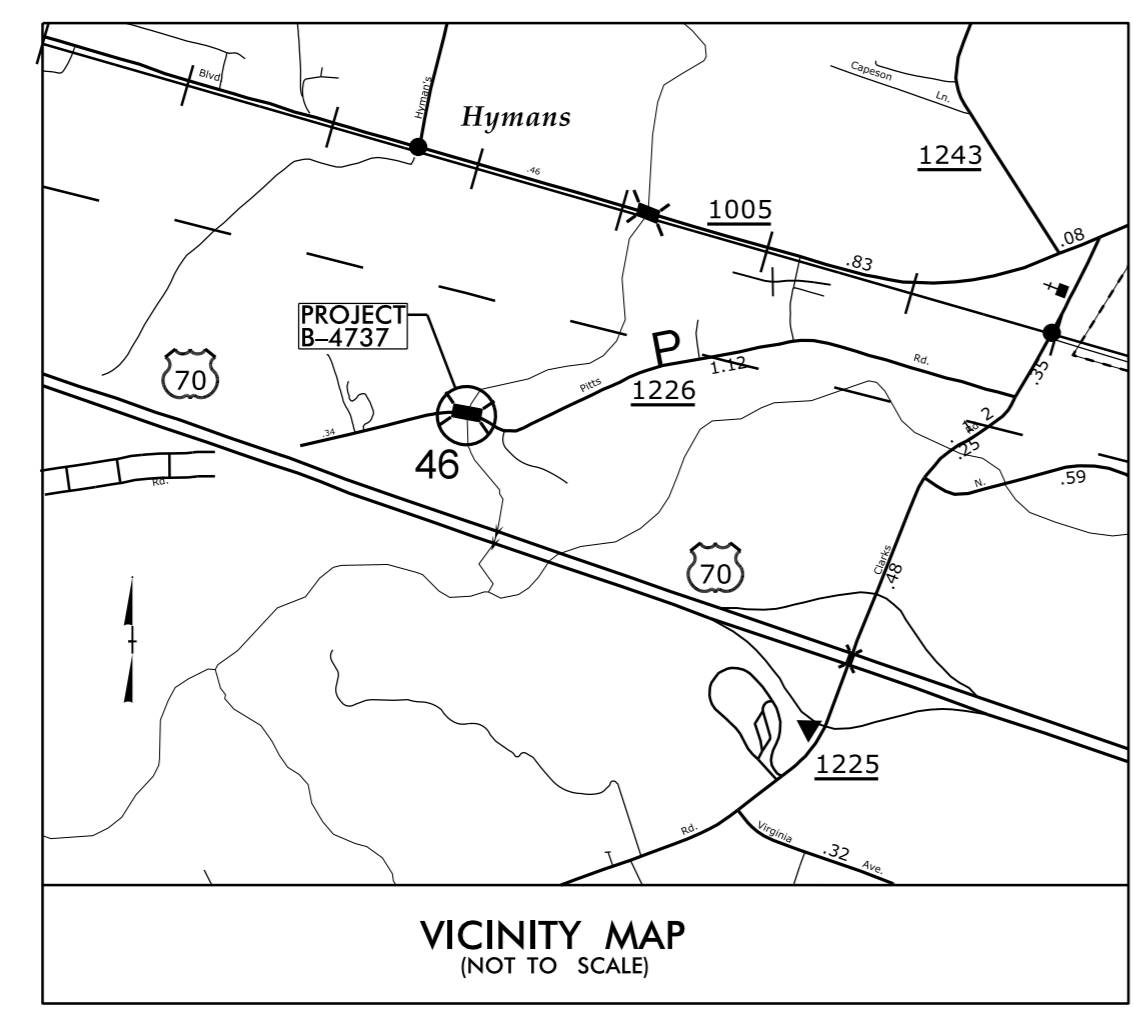 Blvd
Hyman's
Hymans
.46
Capeson
Ln.
1243
1005
.83
.08
PROJECT
B–4737
70
P
1.12
Rd.
Pitts
1226
.35
.34
46
.25
2
Rd.
N.
.59
Rd.
70
Clarks
.48
1225
Rd.
Virginia
.32
Ave.
VICINITY MAP
(NOT TO SCALE)